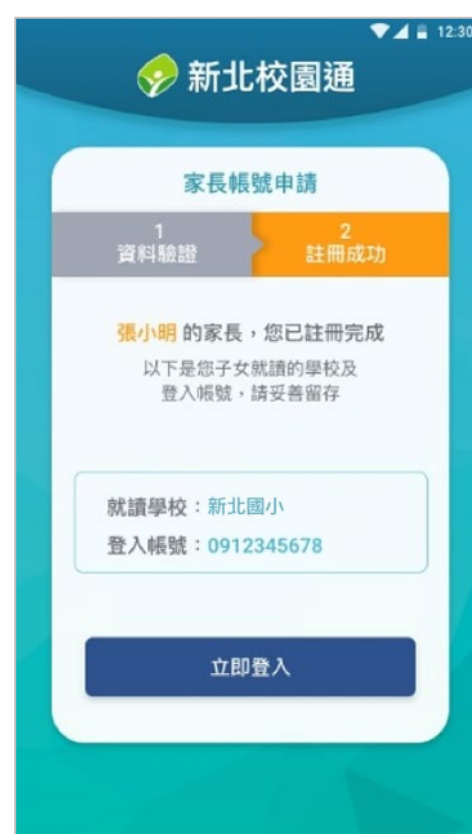 12:30
新北校園通
家長帳號申請
1
資料驗證
2
註冊成功
張小明 的家長，您已註冊完成
以下是您子女就讀的學校及
登入帳號，請妥善留存
就讀學校：新北國小
登入帳號：0912345678
立即登入